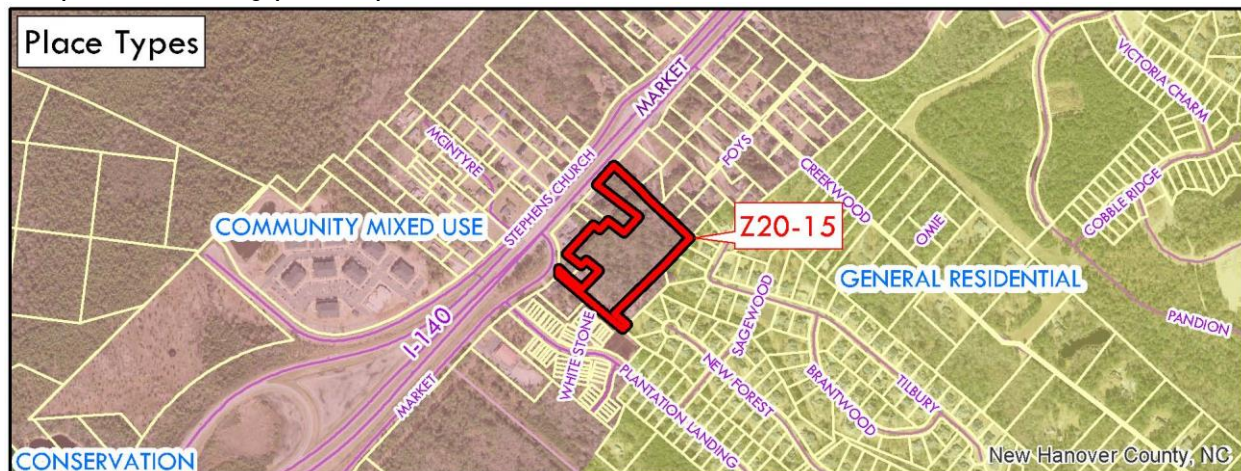 Place Types
VICTORIA CHARM
MARKET
MCINTYRE
FOYS
STEPHENS CHURCH
CREEKWOOD
COBBLE RIDGE
COMMUNITY MIXED USE
Z20-15
OMIE
GENERAL RESIDENTIAL
I-140
SAGEWOOD
PANDION
WHITE STONE
MARKET
PLANTATION LANDING
NEW FOREST
BRANTWOOD
TILBURY
CONSERVATION
New Hanover County, NC